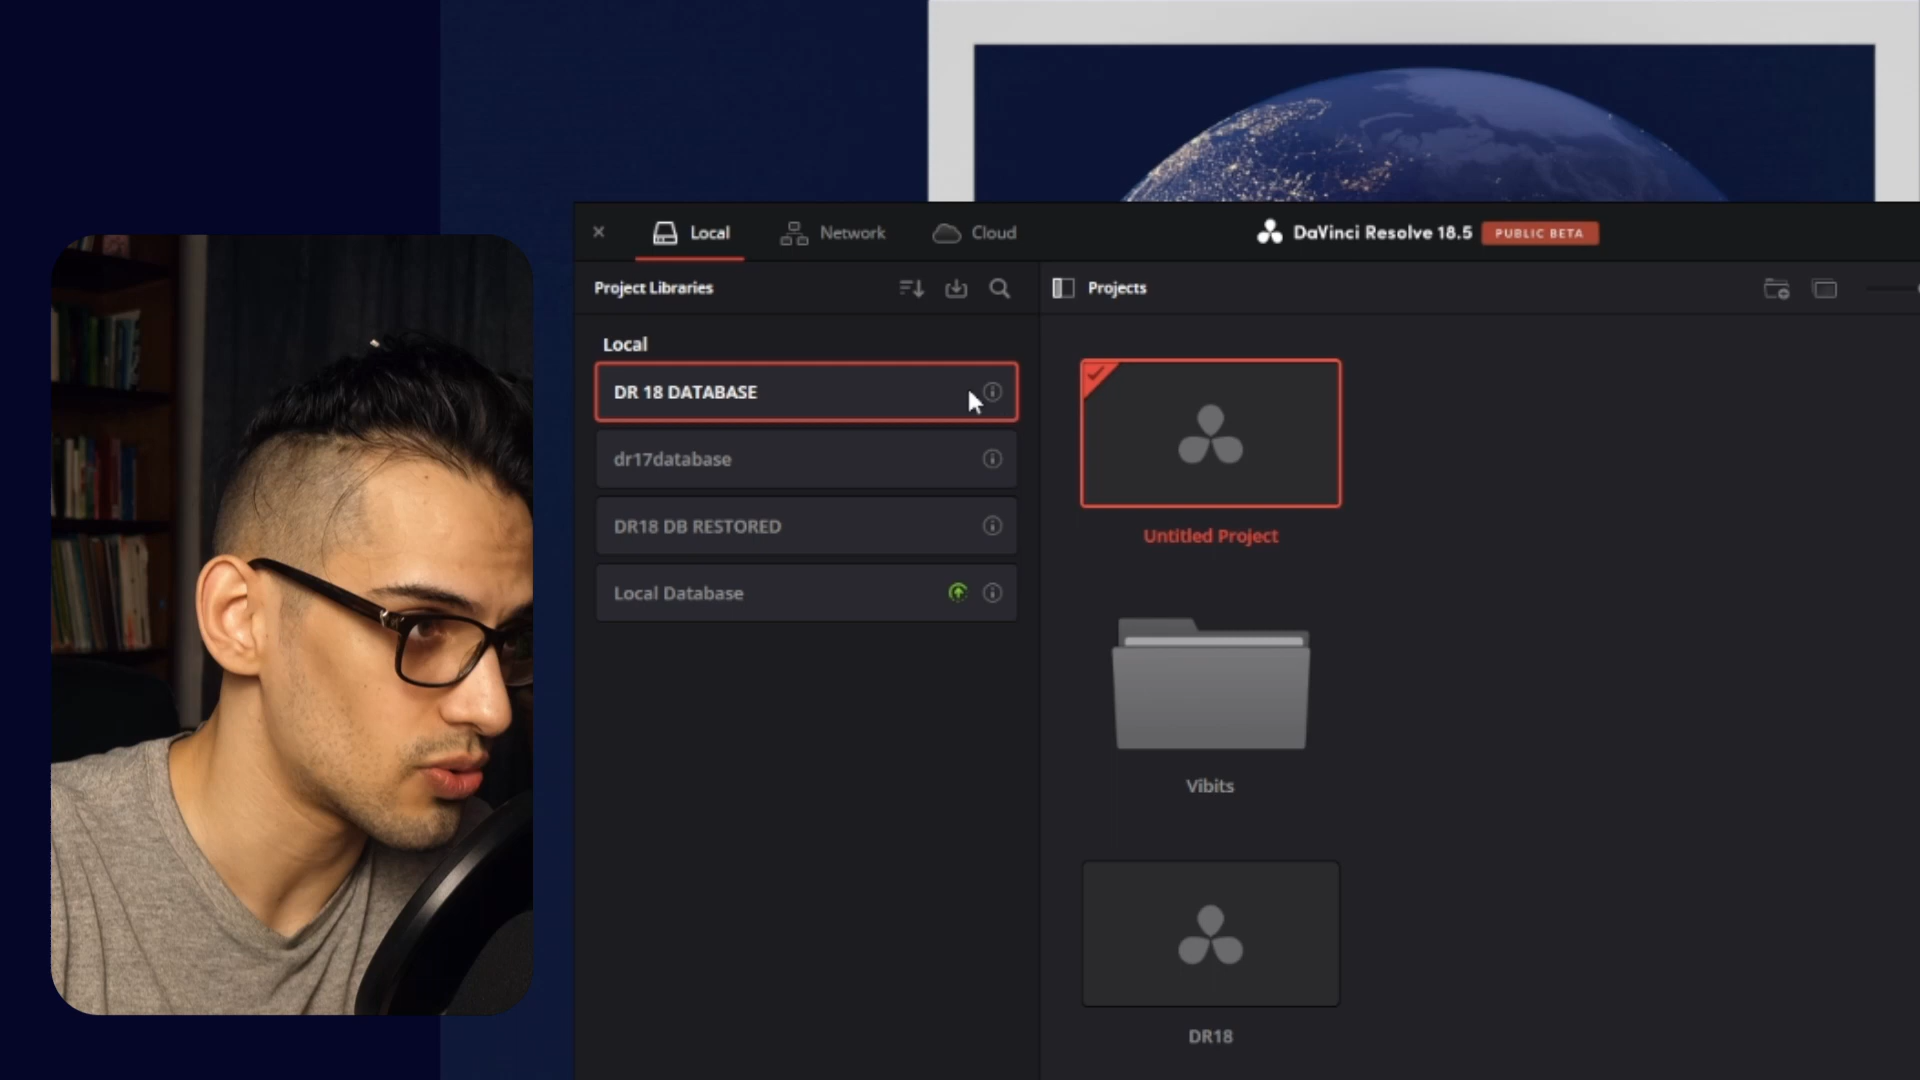 Local
Network
Cloud
DaVinci Resolve 18.5
PUBLIC BETA
Project Libraries
Projects
Local
DR 18 DATABASE
dr17database
DR18 DB RESTORED
Local Database
Untitled Project
Vibits
DR18